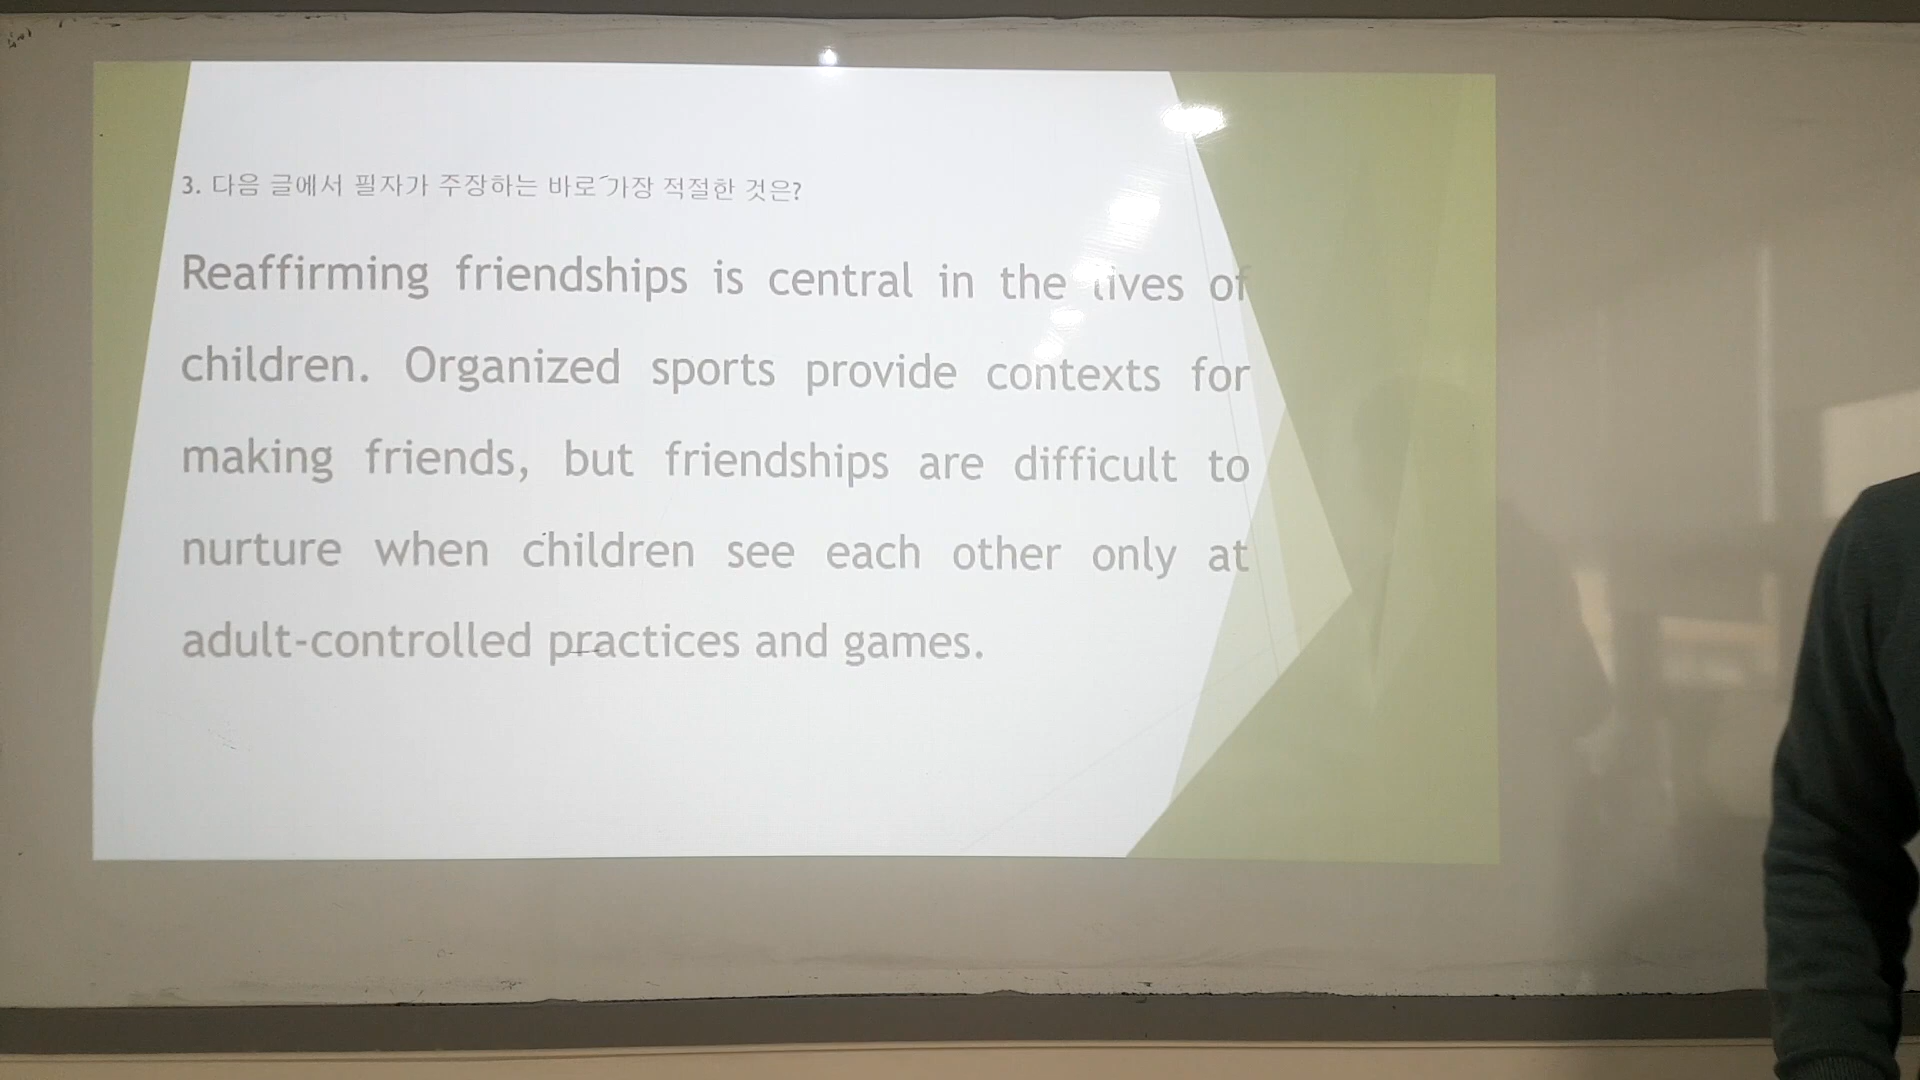 3. 다음 글에서 필자가 주장하는 바로 가장 적절한 것은?
Reaffirming friendships is central in the lives of
children. Organized sports provide contexts for
making friends, but friendships are difficult to
nurture when children see each other only at
adult-controlled practices and games.